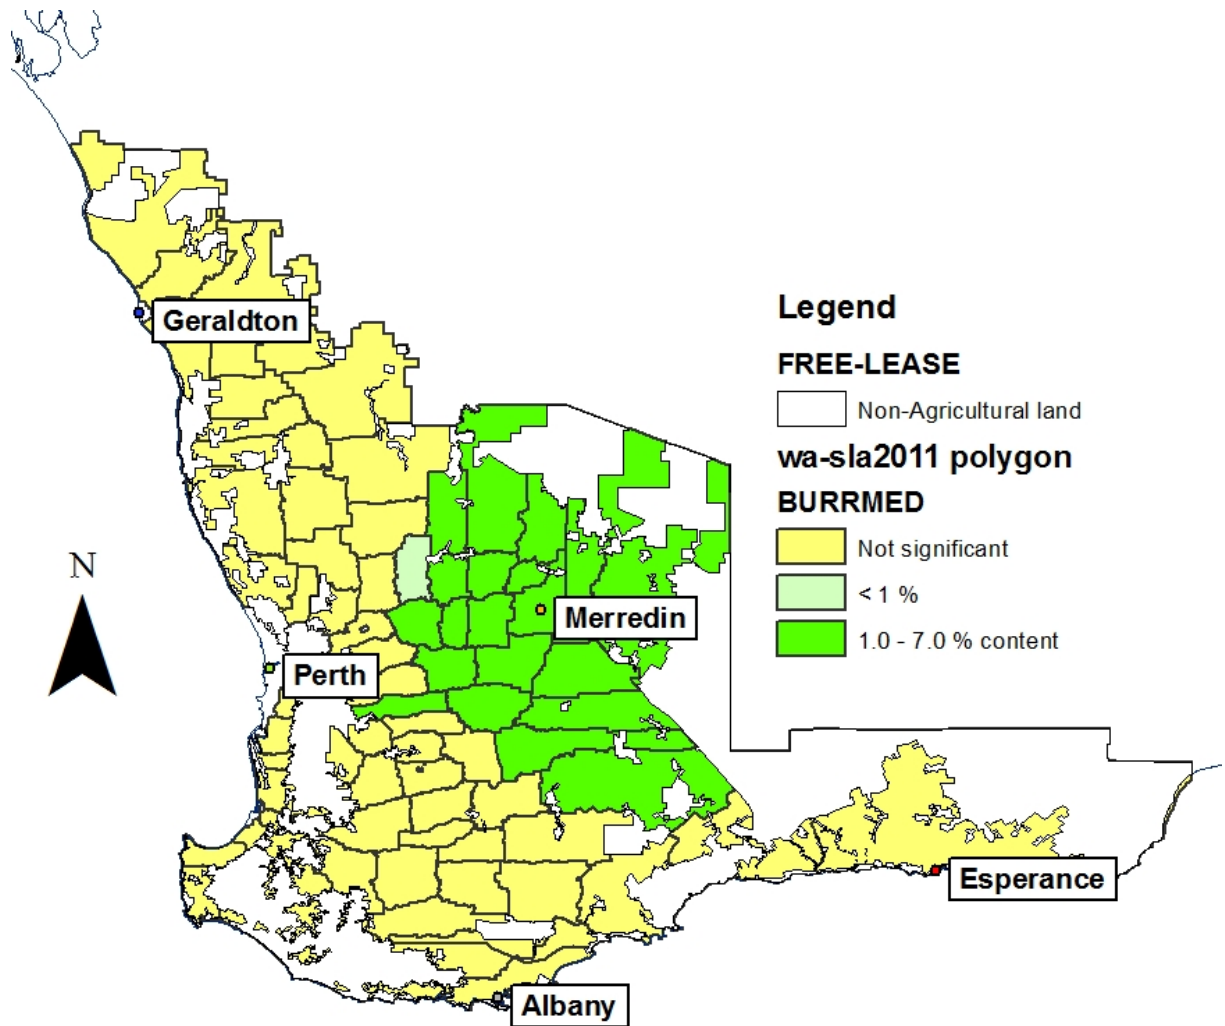 Geraldton
Legend
FREE-LEASE
Non-Agricultural land
wa-sla2011 polygon
BURRMED
Not significant
< 1 %
1.0 - 7.0 % content
N
Merredin
Perth
Esperance
Albany